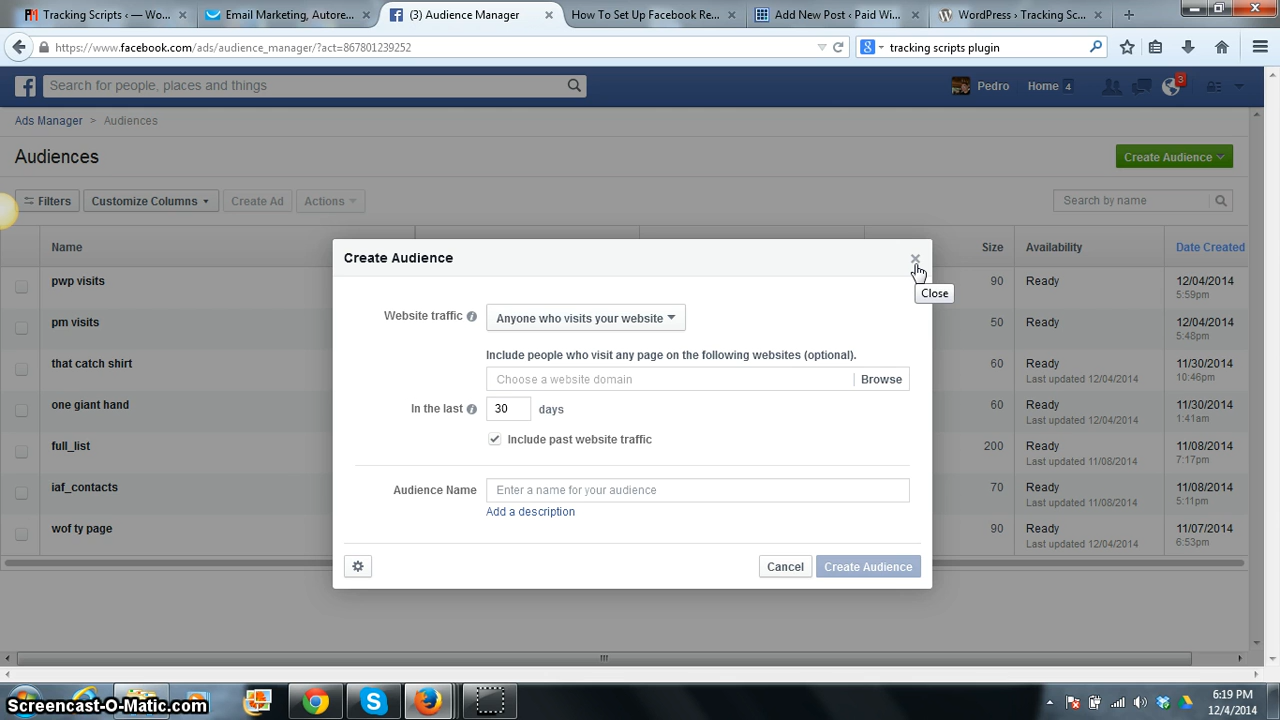 Tracking Scripts — Wo...
Email Marketing, Autore...
(3) Audience Manager
How To Set Up Facebook Re...
Add New Post ‹ Paid Wi...
WordPress › Tracking Sc...
https://www.facebook.com/ads/audience_manager/?act=867801239252
tracking scripts plugin
Search for people, places and things
Pedro
Home 4
3
Ads Manager > Audiences
Audiences
Create Audience
Filters
Customize Columns
Create Ad
Actions
Search by name
Name
Size
Availability
Date Created
pwp visits
90
Ready
12/04/2014
5:59pm
pm visits
50
Ready
12/04/2014
5:48pm
that catch shirt
60
Ready
Last updated 12/04/2014
11/30/2014
10:46pm
one giant hand
60
Ready
Last updated 12/04/2014
11/30/2014
1:41am
full_list
200
Ready
Last updated 11/08/2014
11/08/2014
7:17pm
iaf_contacts
70
Ready
Last updated 11/08/2014
11/08/2014
5:11pm
wof ty page
90
Ready
Last updated 12/04/2014
11/07/2014
6:53pm
Create Audience
Close
Website traffic
Anyone who visits your website
Include people who visit any page on the following websites (optional).
Choose a website domain
Browse
In the last
30
days
Include past website traffic
Audience Name
Enter a name for your audience
Add a description
Cancel
Create Audience
Screencast-O-Matic.com
6:19 PM
12/4/2014